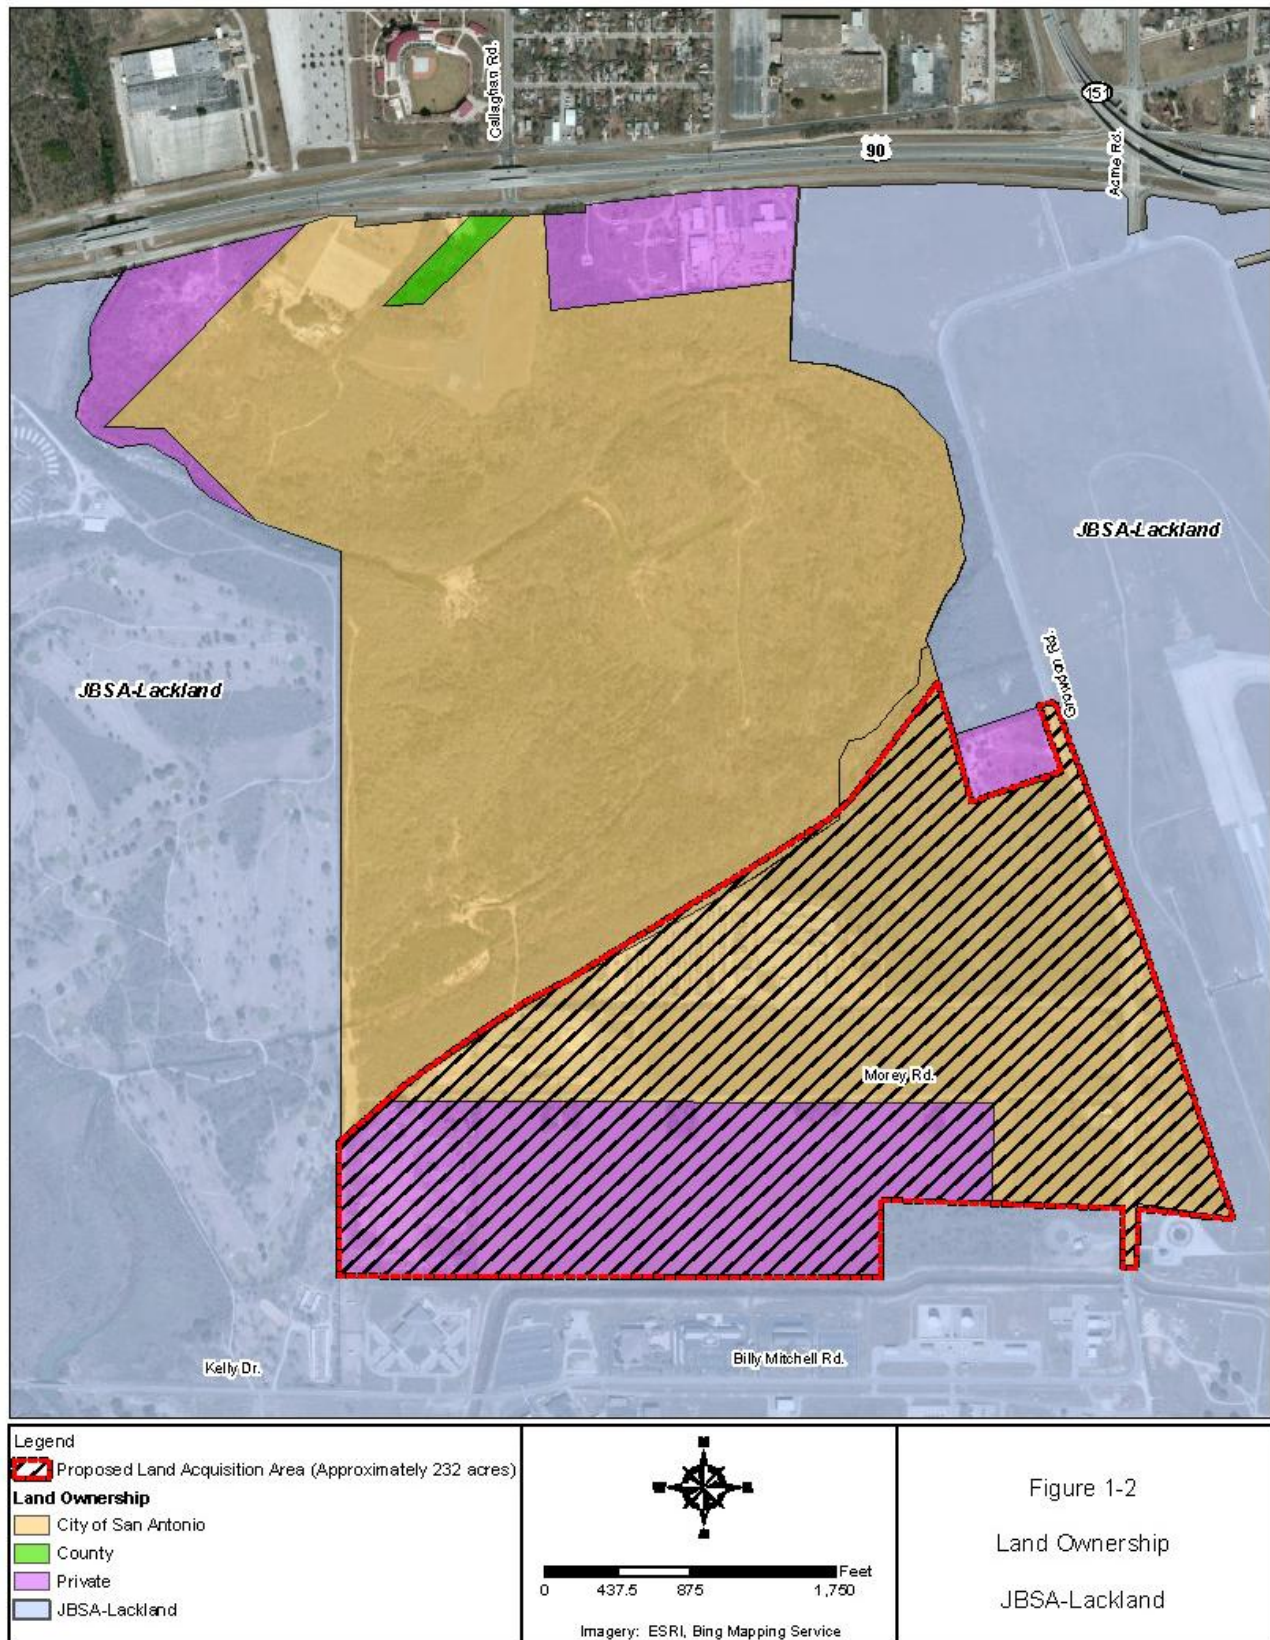 Callaghan Rd.
151
90
Acme Rd.
JBSA-Lackland
Growdon Rd.
JBSA-Lackland
Morey Rd.
Kelly Dr.
Billy Mitchell Rd.
Legend
Proposed Land Acquisition Area (Approximately 232 acres)
Land Ownership
City of San Antonio
County
Private
JBSA-Lackland
Feet
0 437.5 875 1,750
Imagery: ESRI, Bing Mapping Service
Figure 1-2
Land Ownership
JBSA-Lackland